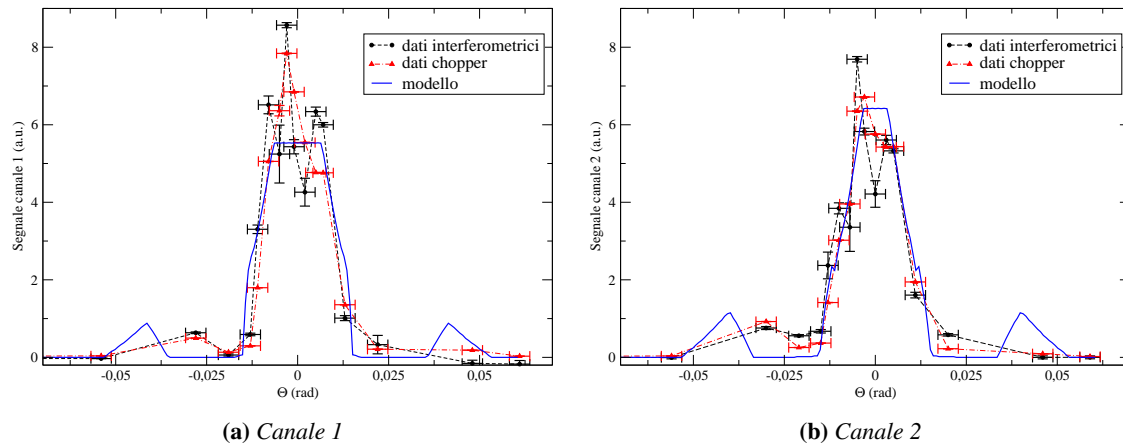 8
6
4
2
0
Segnale canale 1 (a.u.)
dati interferometrici
dati chopper
modello
-0,05
-0,025
0
0,025
0,05
Θ (rad)
(a) Canale 1
8
6
4
2
0
Segnale canale 2 (a.u.)
dati interferometrici
dati chopper
modello
-0,05
-0,025
0
0,025
0,05
Θ (rad)
(b) Canale 2